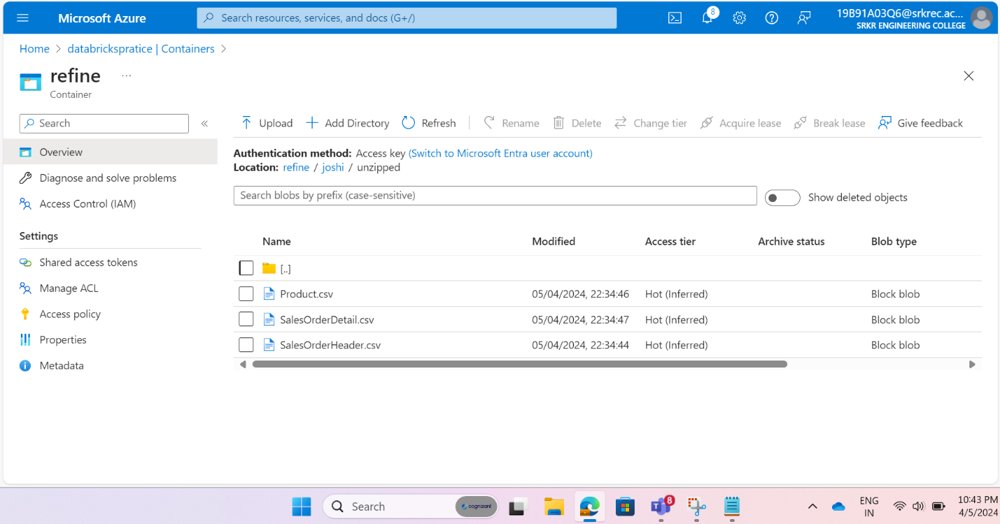 Microsoft Azure
Search resources, services, and docs (G+/)
8
19B91A03Q6@srkrec.ac...
SRKR ENGINEERING COLLEGE
Home > databrickspratice | Containers >
refine ...
Container
Search «
Upload Add Directory Refresh Rename Delete Change tier Acquire lease Break lease Give feedback
Overview
Diagnose and solve problems
Access Control (IAM)
Settings
Shared access tokens
Manage ACL
Access policy
Properties
Metadata
Authentication method: Access key (Switch to Microsoft Entra user account)
Location: refine / joshi / unzipped
Search blobs by prefix (case-sensitive)
Show deleted objects
Name Modified Access tier Archive status Blob type
[..]
Product.csv 05/04/2024, 22:34:46 Hot (Inferred) Block blob
SalesOrderDetail.csv 05/04/2024, 22:34:47 Hot (Inferred) Block blob
SalesOrderHeader.csv 05/04/2024, 22:34:44 Hot (Inferred) Block blob
Search
cognizant
8
ENG
IN
10:43 PM
4/5/2024